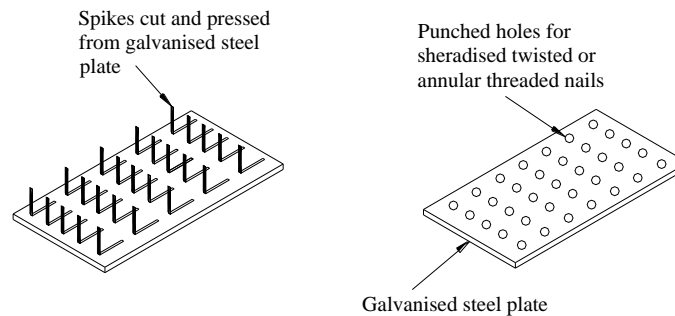 Spikes cut and pressed
from galvanised steel
plate
Punched holes for
sheradised twisted or
annular threaded nails
Galvanised steel plate